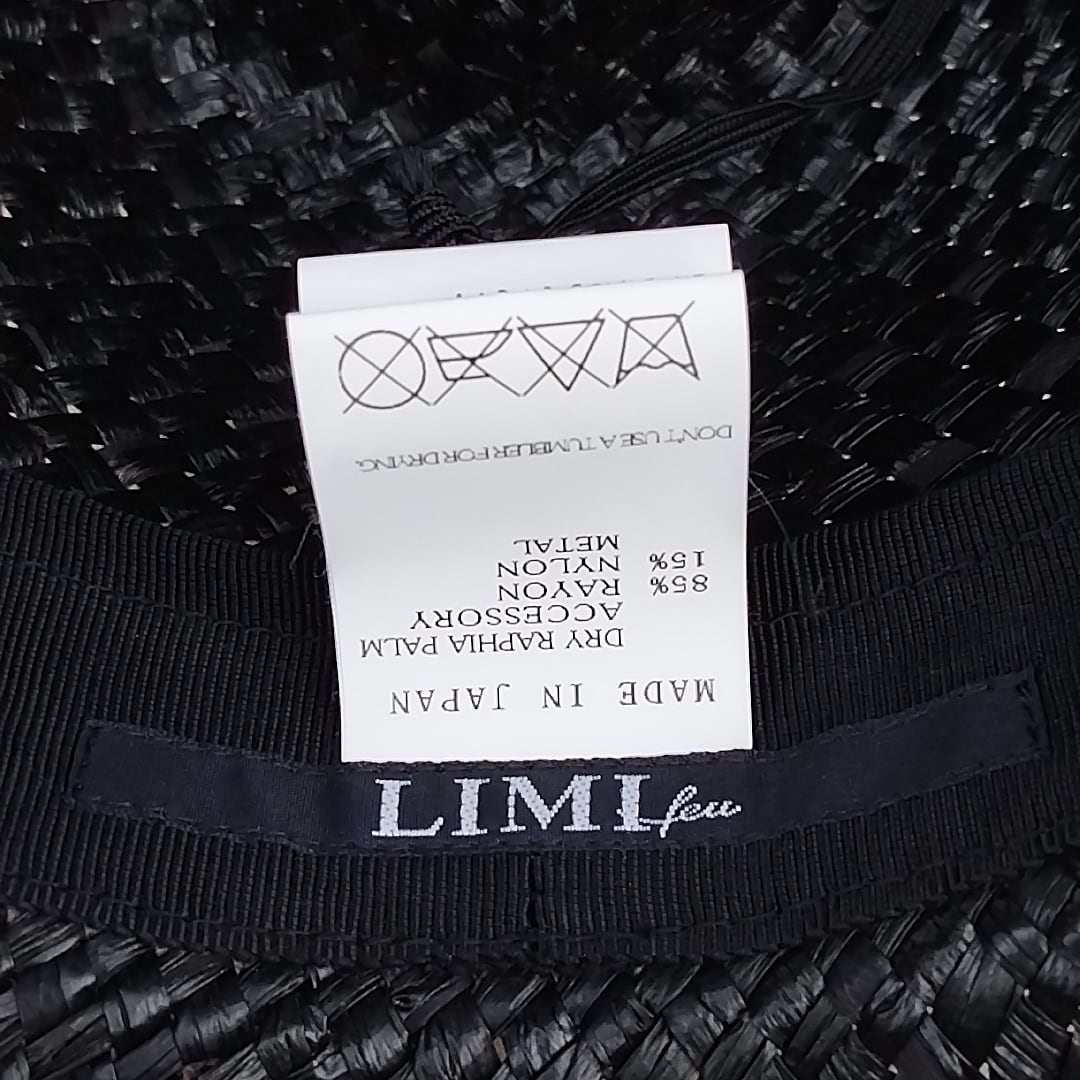 MADE IN JAPAN
DRY RAPHIA PALM
ACCESSORY
85% RAYON
15% NYLON
METAL
DON'T USE A TUMBLER FOR DRYING.
LIMI feu